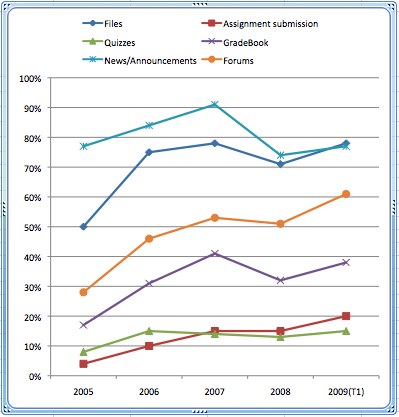 Files Assignment submission
Quizzes GradeBook
News/Announcements Forums
100%
90%
80%
70%
60%
50%
40%
30%
20%
10%
0%
2005 2006 2007 2008 2009(T1)